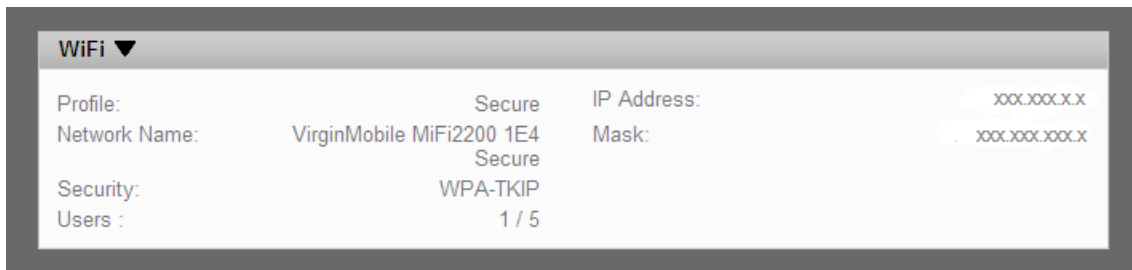 WiFi ▼
Profile: Secure
Network Name: VirginMobile MiFi2200 1E4
Secure
Security: WPA-TKIP
Users : 1 / 5
IP Address: xxx.xxx.x.x
Mask: xxx.xxx.xxx.x